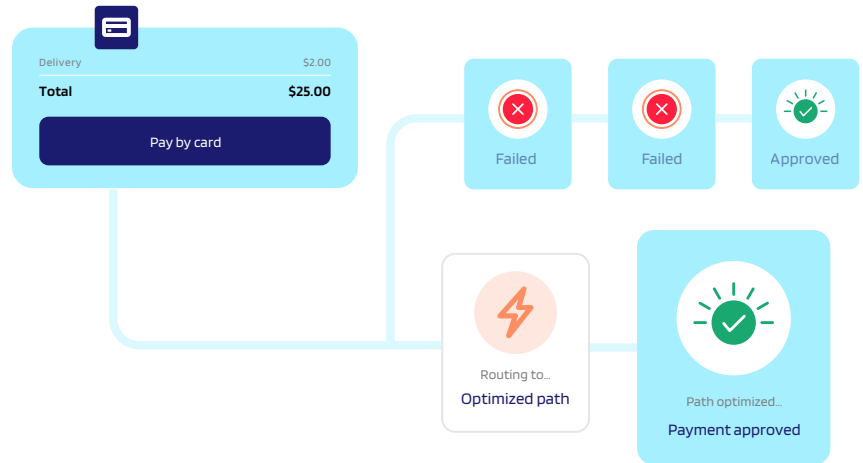 Delivery $2.00
Total $25.00
Pay by card
Failed
Failed
Approved
Routing to...
Optimized path
Path optimized...
Payment approved